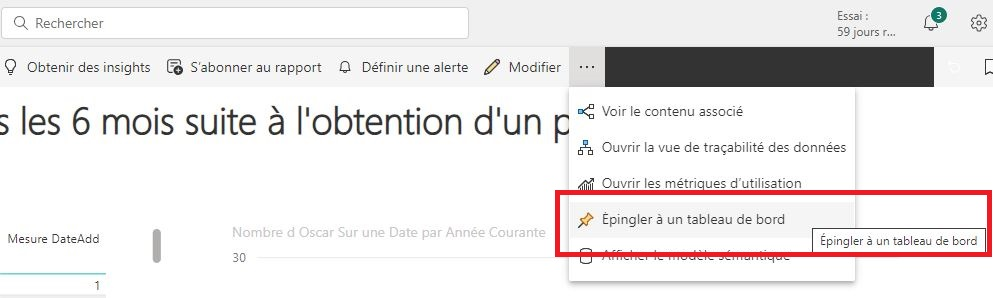 Rechercher
Essai :
59 jours r...
3
Obtenir des insights
S'abonner au rapport
Définir une alerte
Modifier
...
s les 6 mois suite à l'obtention d'un p
Voir le contenu associé
Ouvrir la vue de traçabilité des données
Ouvrir les métriques d'utilisation
Épingler à un tableau de bord
Épingler à un tableau de bord
Afficher le modèle sémantique
Mesure DateAdd
1
Nombre d Oscar Sur une Date par Année Courante
30